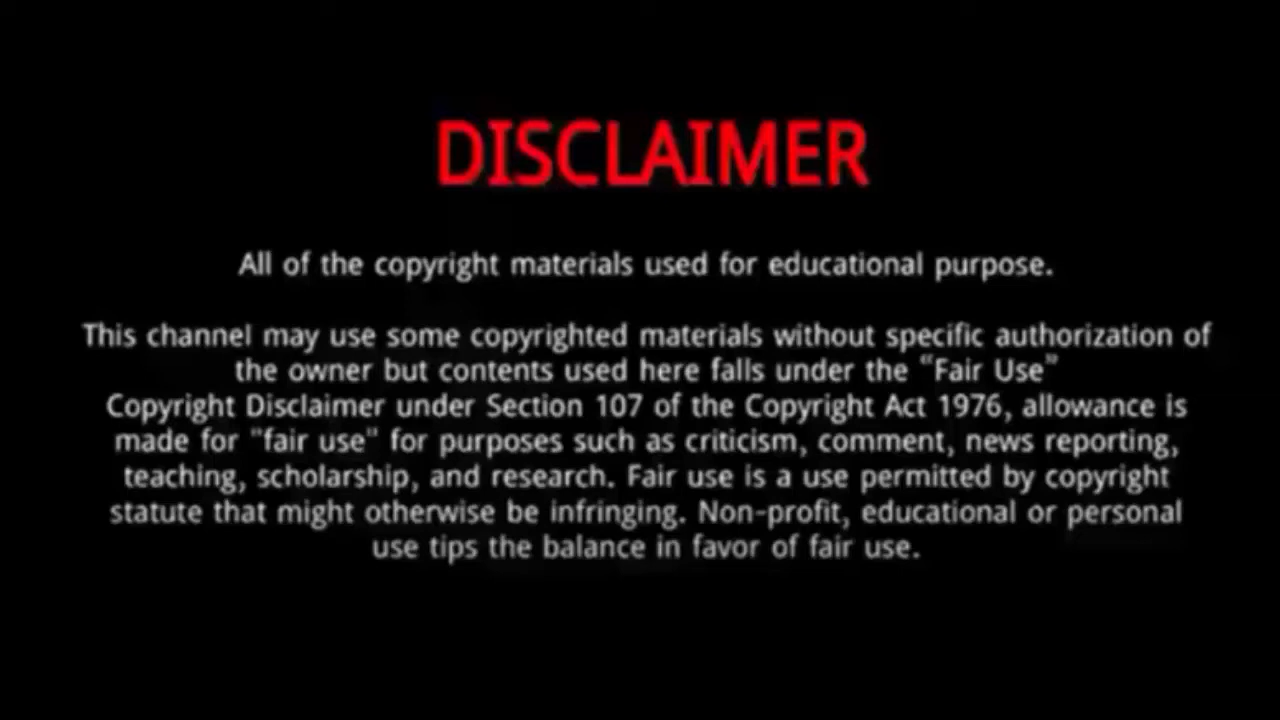 DISCLAIMER
All of the copyright materials used for educational purpose.
This channel may use some copyrighted materials without specific authorization of
the owner but contents used here falls under the “Fair Use”
Copyright Disclaimer under Section 107 of the Copyright Act 1976, allowance is
made for "fair use" for purposes such as criticism, comment, news reporting,
teaching, scholarship, and research. Fair use is a use permitted by copyright
statute that might otherwise be infringing. Non-profit, educational or personal
use tips the balance in favor of fair use.